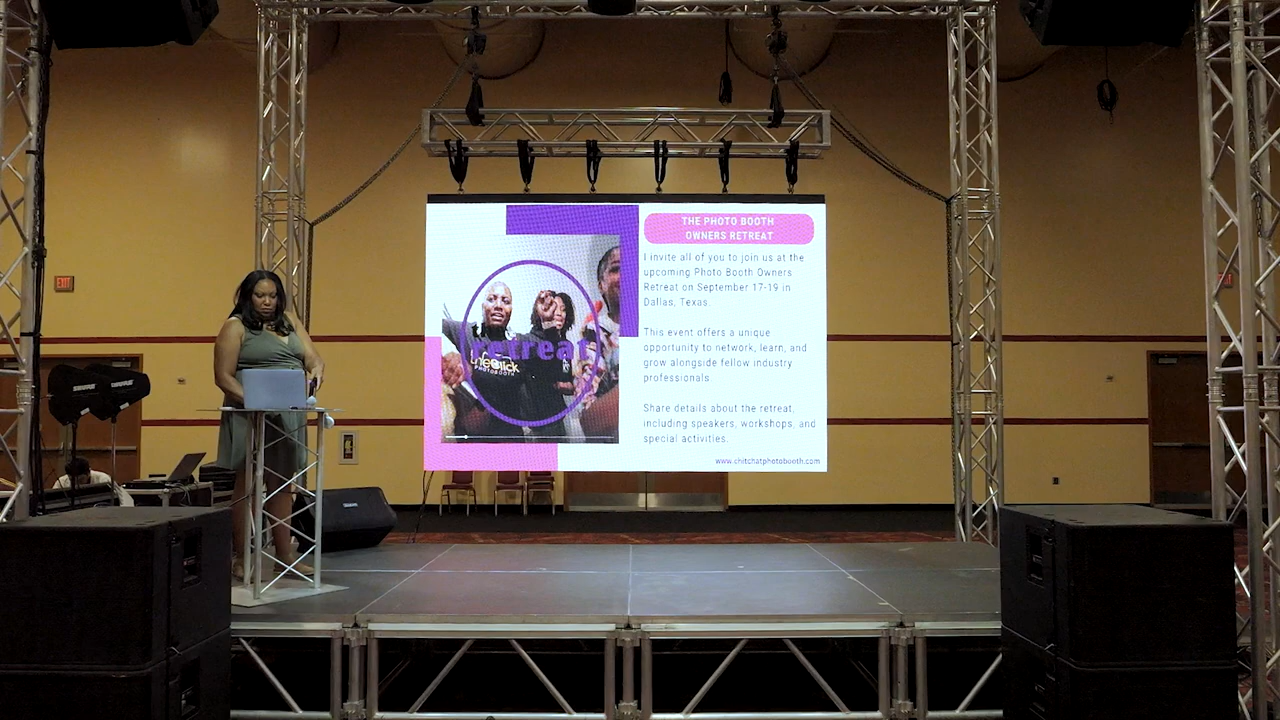 THE PHOTO BOOTH
OWNERS RETREAT
I invite all of you to join us at the
upcoming Photo Booth Owners
Retreat on September 17-19 in
Dallas, Texas.
This event offers a unique
opportunity to network, learn, and
grow alongside fellow industry
professionals.
Share details about the retreat,
including speakers, workshops, and
special activities.
www.chitchatphotobooth.com
retreat
theClick
PHOTOBOOTH
EXIT